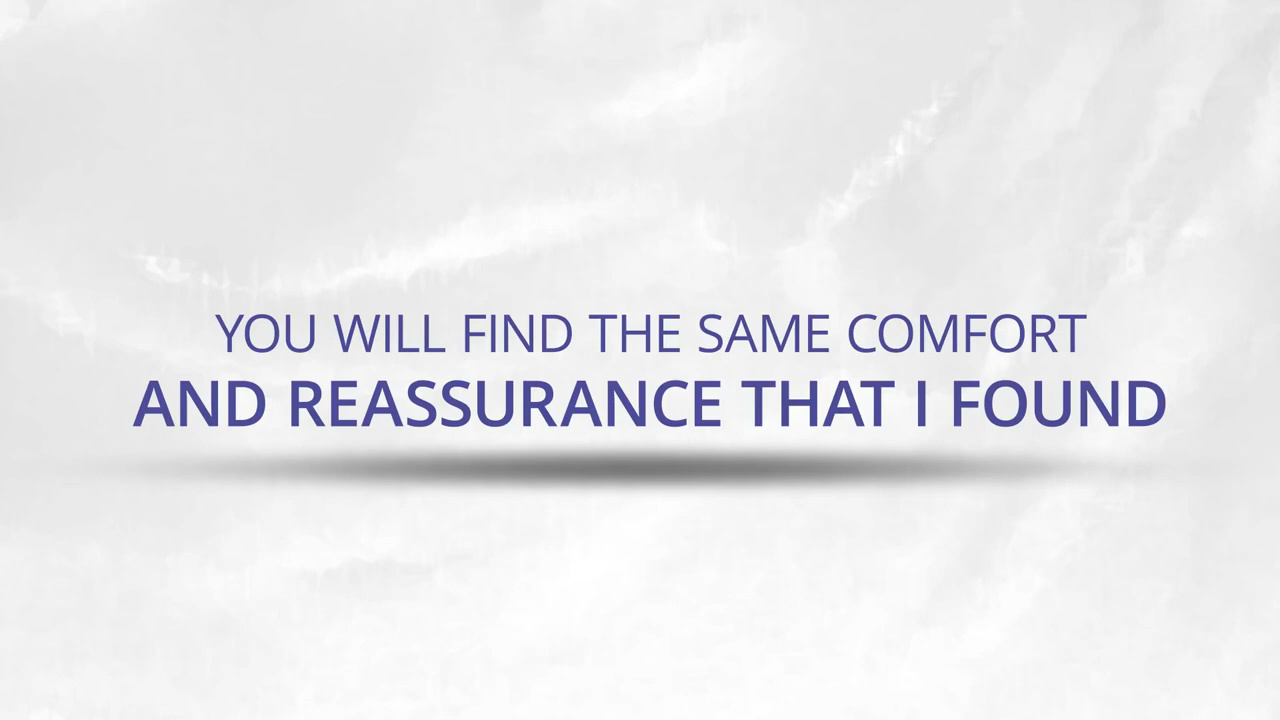 YOU WILL FIND THE SAME COMFORT
AND REASSURANCE THAT I FOUND